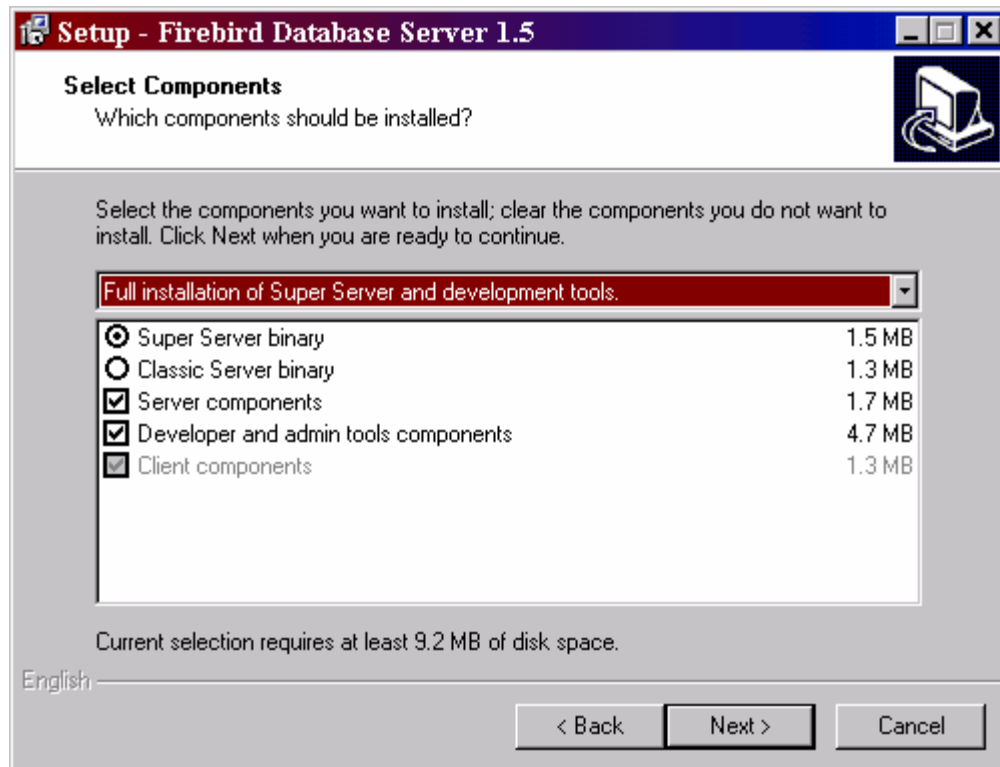 Setup - Firebird Database Server 1.5
Select Components
Which components should be installed?
Select the components you want to install; clear the components you do not want to
install. Click Next when you are ready to continue.
Full installation of Super Server and development tools.
Super Server binary 1.5 MB
Classic Server binary 1.3 MB
Server components 1.7 MB
Developer and admin tools components 4.7 MB
Client components 1.3 MB
Current selection requires at least 9.2 MB of disk space.
English
< Back Next > Cancel